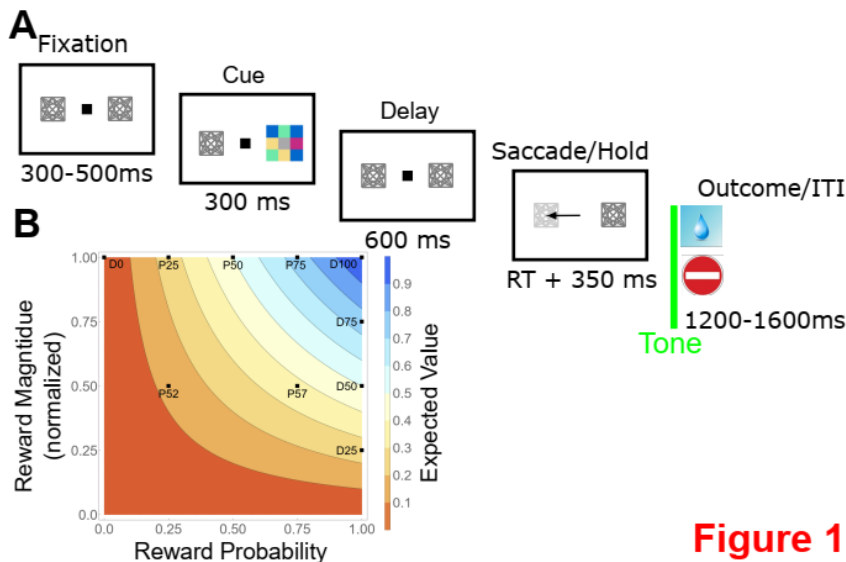 A
Fixation
300-500ms
Cue
300 ms
Delay
600 ms
Saccade/Hold
RT + 350 ms
Outcome/ITI
1200-1600ms
Tone
B
Reward Magntidue
(normalized)
1.00
0.75
0.50
0.25
0.0
D0 P25 P50 P75 D100
D75
P52 P57 D50
D25
0.0 0.25 0.50 0.75 1.00
Reward Probability
0.9
0.8
0.7
0.6
0.5
0.4
0.3
0.2
0.1
Expected Value
Figure 1